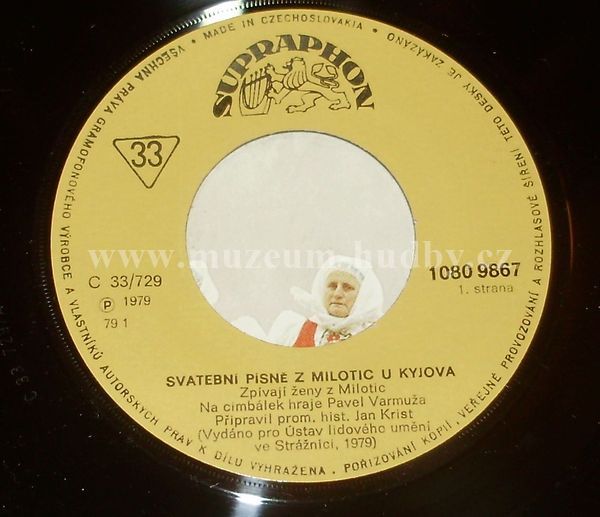 VŠECHNA PRÁVA GRAMOFONOVÉHO VÝROBCE A VLASTNÍKŮ AUTORSKÝCH PRÁV K DÍLU VYHRAŽENA. POŘIZOVÁNÍ KOPIÍ, VEŘEJNÉ PROVOZOVÁNÍ A ROZHLASOVÉ ŠÍŘENÍ TÉTO DESKY JE ZAKÁZÁNO • MADE IN CZECHOSLOVAKIA •
SUPRAPHON
33
www.muzeum-hudby.cz
C 33/729
1080 9867
Ⓟ 1979
1. strana
79 1
SVATEBNÍ PÍSNĚ Z MILOTIC U KYJOVA
Zpívají ženy z Milotic
Na cimbálek hraje Pavel Varmuža
Připravil prom. hist. Jan Krist
(Vydáno pro Ústav lidového umění
ve Strážnici, 1979)